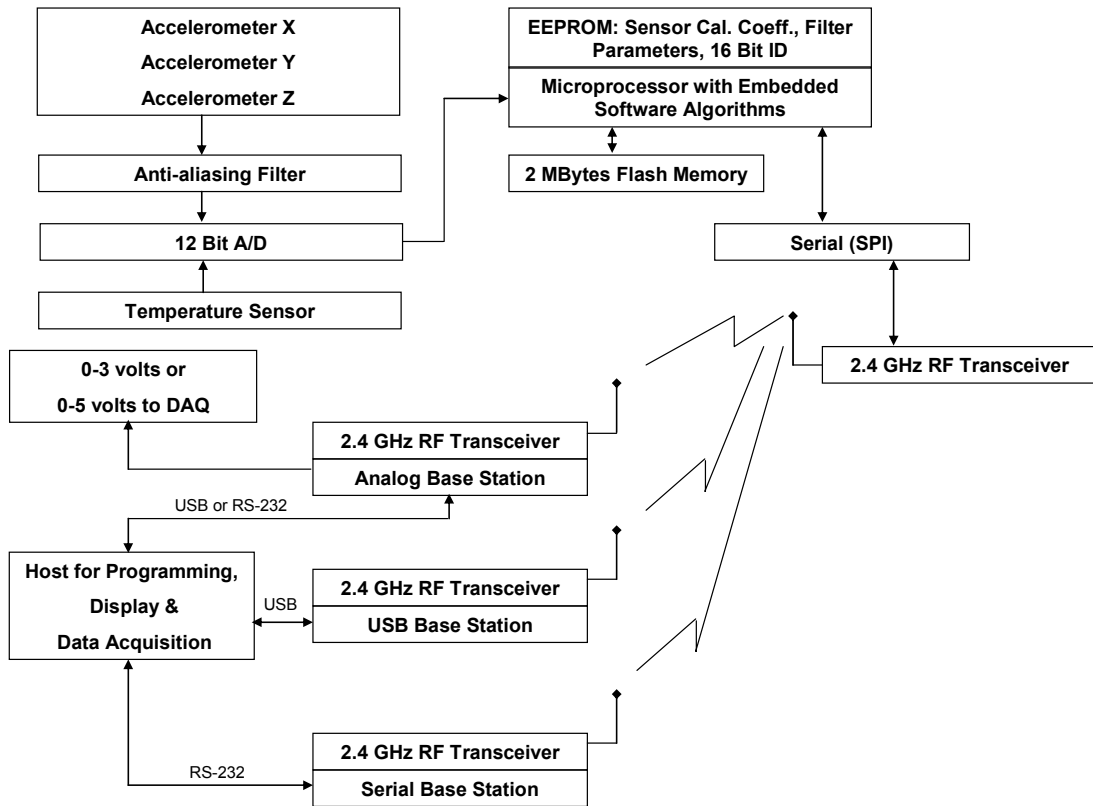 Accelerometer X
Accelerometer Y
Accelerometer Z
Anti-aliasing Filter
12 Bit A/D
Temperature Sensor
EEPROM: Sensor Cal. Coeff., Filter
Parameters, 16 Bit ID
Microprocessor with Embedded
Software Algorithms
2 MBytes Flash Memory
Serial (SPI)
2.4 GHz RF Transceiver
0-3 volts or
0-5 volts to DAQ
2.4 GHz RF Transceiver
Analog Base Station
USB or RS-232
Host for Programming,
Display &
Data Acquisition
USB
2.4 GHz RF Transceiver
USB Base Station
RS-232
2.4 GHz RF Transceiver
Serial Base Station